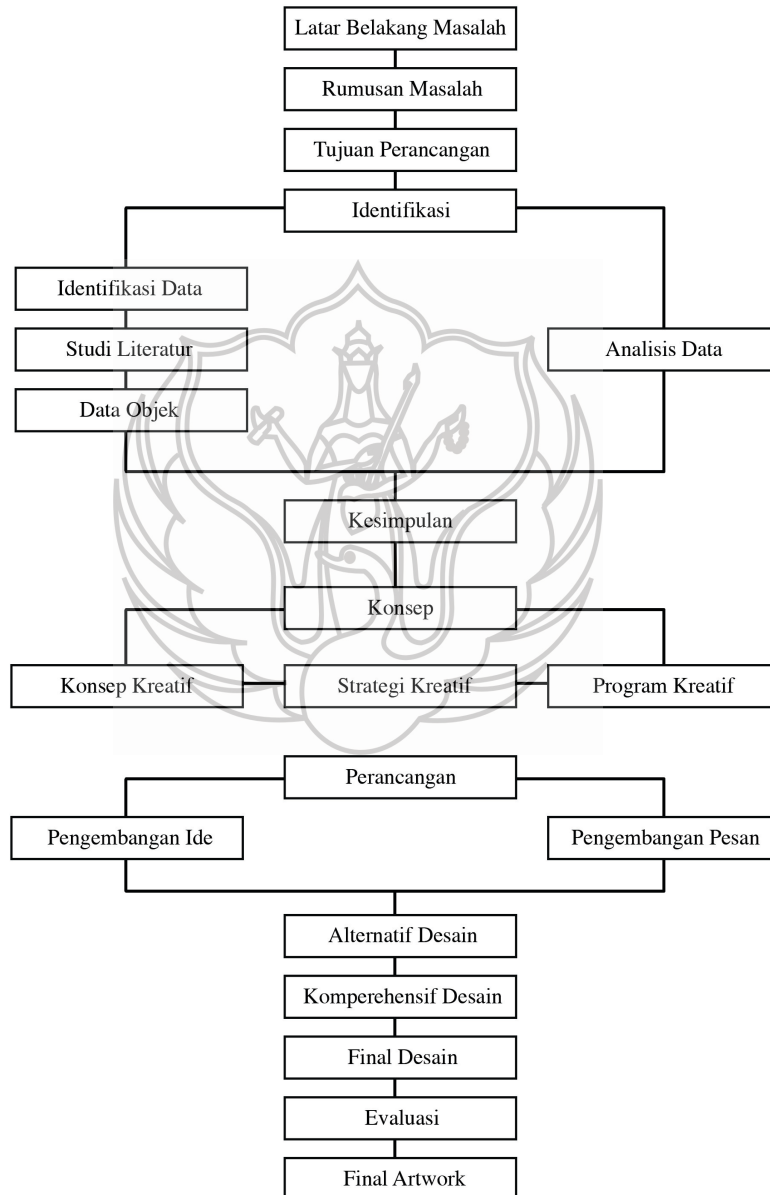 Latar Belakang Masalah
Rumusan Masalah
Tujuan Perancangan
Identifikasi
Identifikasi Data
Studi Literatur
Analisis Data
Data Objek
Kesimpulan
Konsep
Konsep Kreatif
Strategi Kreatif
Program Kreatif
Perancangan
Pengembangan Ide
Pengembangan Pesan
Alternatif Desain
Komperehensif Desain
Final Desain
Evaluasi
Final Artwork